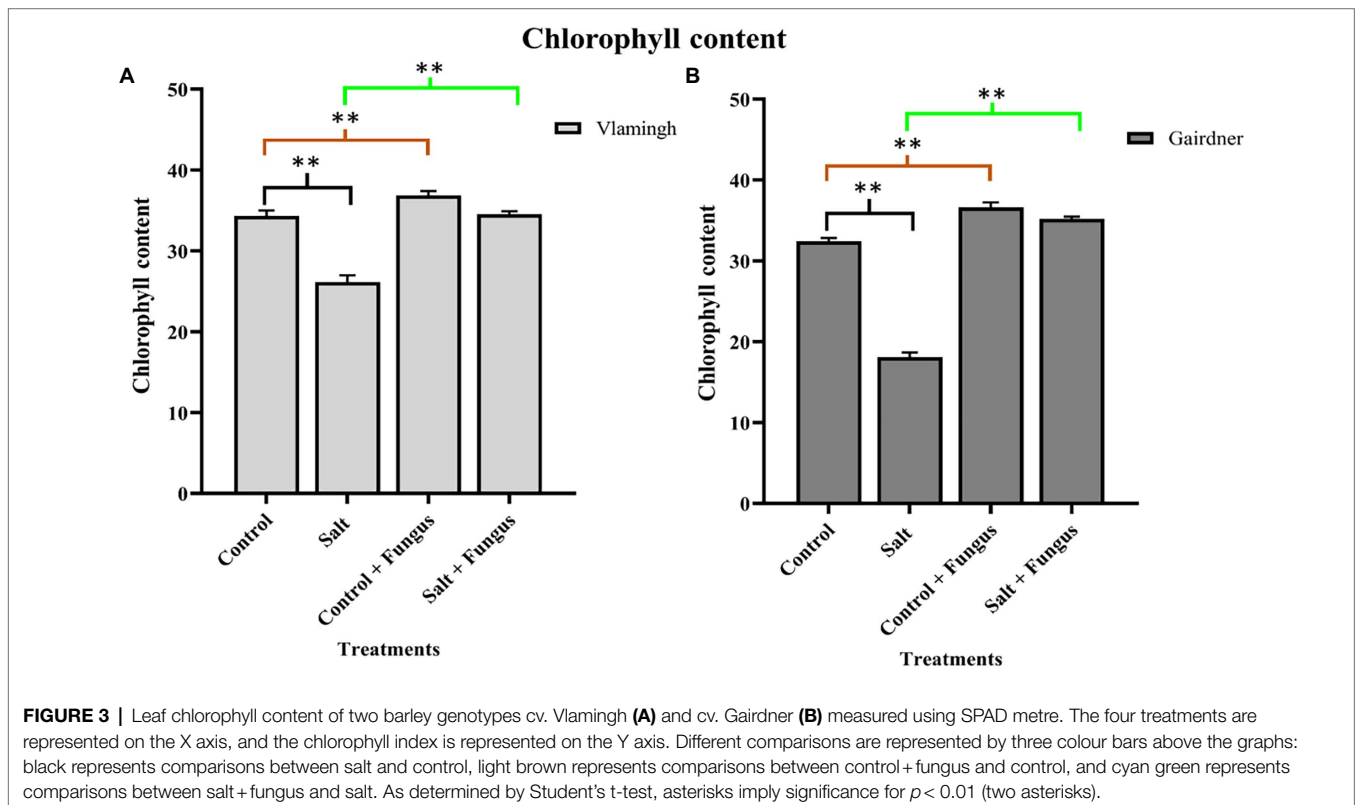 Chlorophyll content
A
50
40
30
20
10
0
Chlorophyll content
**
**
**
Vlamingh
Control
Salt
Control + Fungus
Salt + Fungus
Treatments
B
50
40
30
20
10
0
Chlorophyll content
**
**
**
Gairdner
Control
Salt
Control + Fungus
Salt + Fungus
Treatments
FIGURE 3 | Leaf chlorophyll content of two barley genotypes cv. Vlamingh (A) and cv. Gairdner (B) measured using SPAD metre. The four treatments are
represented on the X axis, and the chlorophyll index is represented on the Y axis. Different comparisons are represented by three colour bars above the graphs:
black represents comparisons between salt and control, light brown represents comparisons between control + fungus and control, and cyan green represents
comparisons between salt + fungus and salt. As determined by Student's t-test, asterisks imply significance for p < 0.01 (two asterisks).